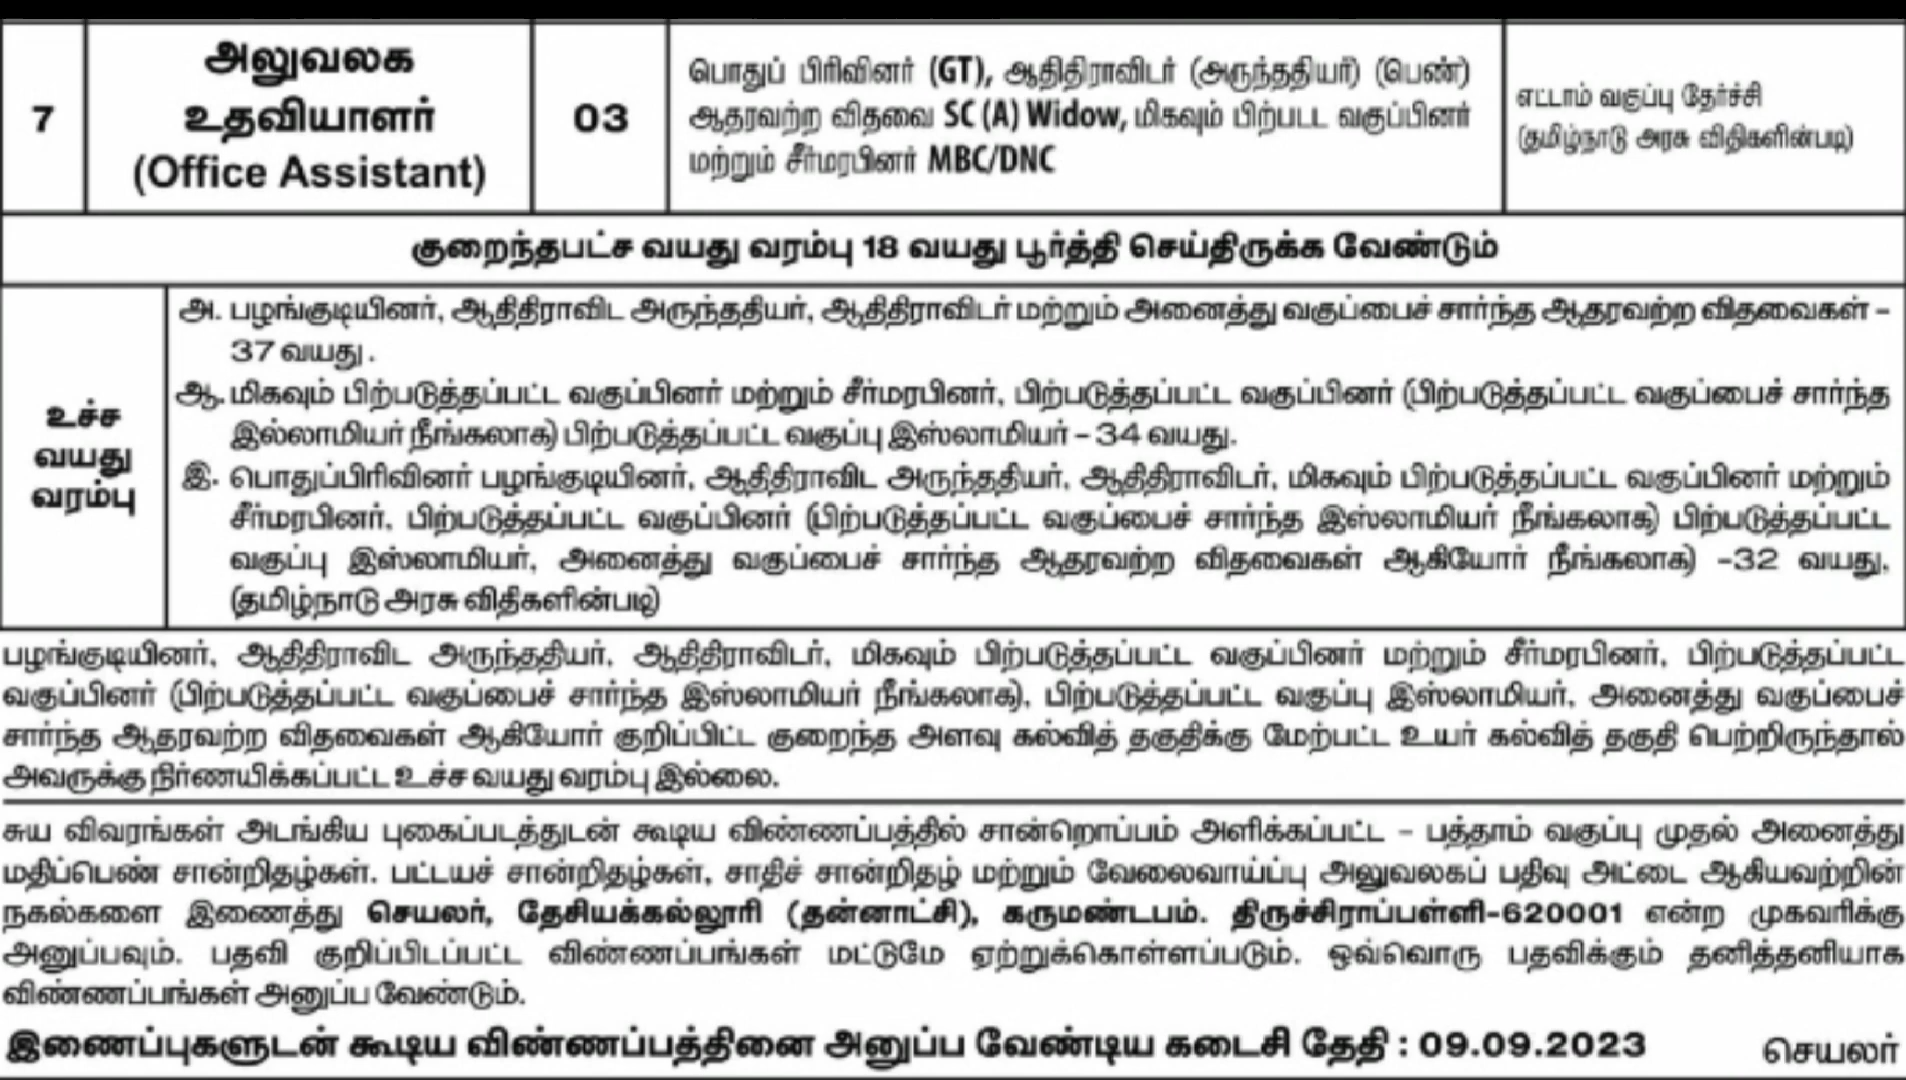 7
அலுவலக
உதவியாளர்
(Office Assistant)
03
பொதுப் பிரிவினர் (GT), ஆதிதிராவிடர் (அருந்ததியர்) (பெண்)
ஆதரவற்ற விதவை SC (A) Widow, மிகவும் பிற்பட்ட வகுப்பினர்
மற்றும் சீர்மரபினர் MBC/DNC
எட்டாம் வகுப்பு தேர்ச்சி
(தமிழ்நாடு அரசு விதிகளின்படி)
குறைந்தபட்ச வயது வரம்பு 18 வயது பூர்த்தி செய்திருக்க வேண்டும்
உச்ச
வயது
வரம்பு
அ. பழங்குடியினர், ஆதிதிராவிட அருந்ததியர், ஆதிதிராவிடர் மற்றும் அனைத்து வகுப்பைச் சார்ந்த ஆதரவற்ற விதவைகள் –
37 வயது .
ஆ. மிகவும் பிற்படுத்தப்பட்ட வகுப்பினர் மற்றும் சீர்மரபினர், பிற்படுத்தப்பட்ட வகுப்பினர் (பிற்படுத்தப்பட்ட வகுப்பைச் சார்ந்த
இல்லாமியர் நீங்கலாக) பிற்படுத்தப்பட்ட வகுப்பு இஸ்லாமியர் – 34 வயது.
இ. பொதுப்பிரிவினர் பழங்குடியினர், ஆதிதிராவிட அருந்ததியர், ஆதிதிராவிடர், மிகவும் பிற்படுத்தப்பட்ட வகுப்பினர் மற்றும்
சீர்மரபினர், பிற்படுத்தப்பட்ட வகுப்பினர் (பிற்படுத்தப்பட்ட வகுப்பைச் சார்ந்த இஸ்லாமியர் நீங்கலாக) பிற்படுத்தப்பட்ட
வகுப்பு இஸ்லாமியர், அனைத்து வகுப்பைச் சார்ந்த ஆதரவற்ற விதவைகள் ஆகியோர் நீங்கலாக) –32 வயது,
(தமிழ்நாடு அரசு விதிகளின்படி)
பழங்குடியினர், ஆதிதிராவிட அருந்ததியர், ஆதிதிராவிடர், மிகவும் பிற்படுத்தப்பட்ட வகுப்பினர் மற்றும் சீர்மரபினர், பிற்படுத்தப்பட்ட
வகுப்பினர் (பிற்படுத்தப்பட்ட வகுப்பைச் சார்ந்த இஸ்லாமியர் நீங்கலாக), பிற்படுத்தப்பட்ட வகுப்பு இஸ்லாமியர், அனைத்து வகுப்பைச்
சார்ந்த ஆதரவற்ற விதவைகள் ஆகியோர் குறிப்பிட்ட குறைந்த அளவு கல்வித் தகுதிக்கு மேற்பட்ட உயர் கல்வித் தகுதி பெற்றிருந்தால்
அவருக்கு நிர்ணயிக்கப்பட்ட உச்ச வயது வரம்பு இல்லை.
சுய விவரங்கள் அடங்கிய புகைப்படத்துடன் கூடிய விண்ணப்பத்தில் சான்றொப்பம் அளிக்கப்பட்ட – பத்தாம் வகுப்பு முதல் அனைத்து
மதிப்பெண் சான்றிதழ்கள். பட்டயச் சான்றிதழ்கள், சாதிச் சான்றிதழ் மற்றும் வேலைவாய்ப்பு அலுவலகப் பதிவு அட்டை ஆகியவற்றின்
நகல்களை இணைத்து செயலர், தேசியக்கல்லூரி (தன்னாட்சி), கருமண்டபம். திருச்சிராப்பள்ளி-620001 என்ற முகவரிக்கு
அனுப்பவும். பதவி குறிப்பிடப்பட்ட விண்ணப்பங்கள் மட்டுமே ஏற்றுக்கொள்ளப்படும். ஒவ்வொரு பதவிக்கும் தனித்தனியாக
விண்ணப்பங்கள் அனுப்ப வேண்டும்.
இணைப்புகளுடன் கூடிய விண்ணப்பத்தினை அனுப்ப வேண்டிய கடைசி தேதி : 09.09.2023
செயலர்